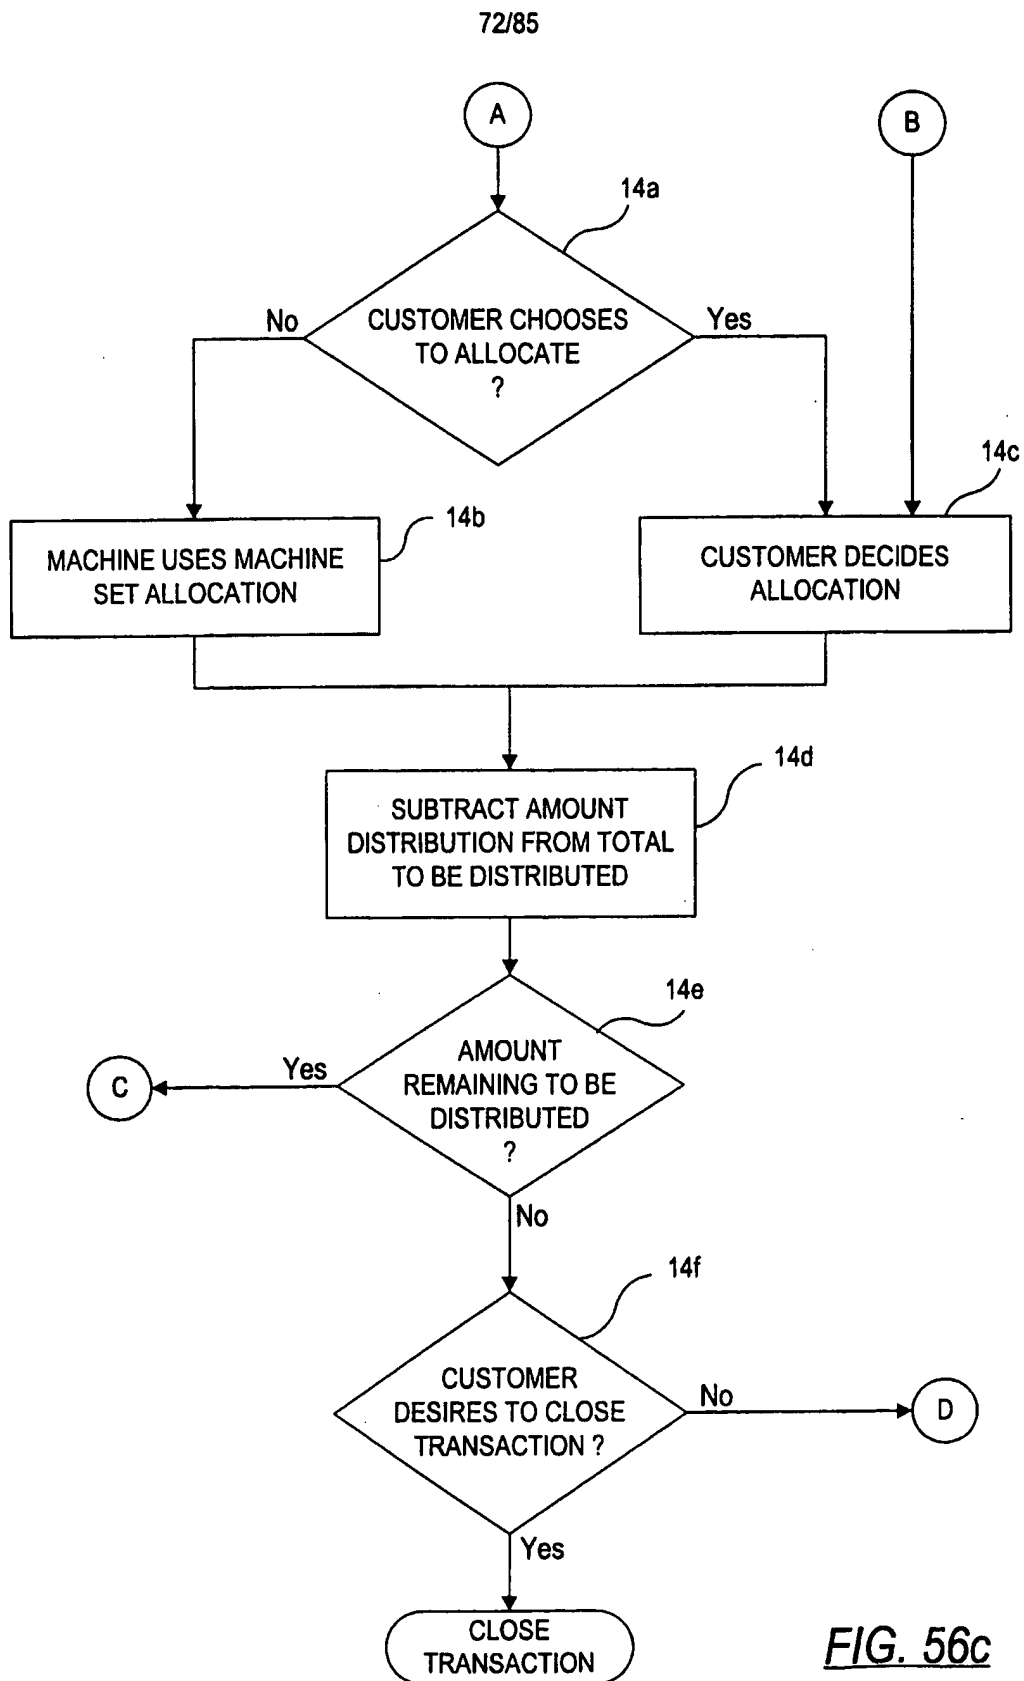 72/85
A
B
14a
No
CUSTOMER CHOOSES
TO ALLOCATE
?
Yes
14c
14b
MACHINE USES MACHINE
SET ALLOCATION
CUSTOMER DECIDES
ALLOCATION
14d
SUBTRACT AMOUNT
DISTRIBUTION FROM TOTAL
TO BE DISTRIBUTED
14e
C
Yes
AMOUNT
REMAINING TO BE
DISTRIBUTED
?
No
14f
CUSTOMER
DESIRES TO CLOSE
TRANSACTION ?
No
D
Yes
CLOSE
TRANSACTION
FIG. 56c